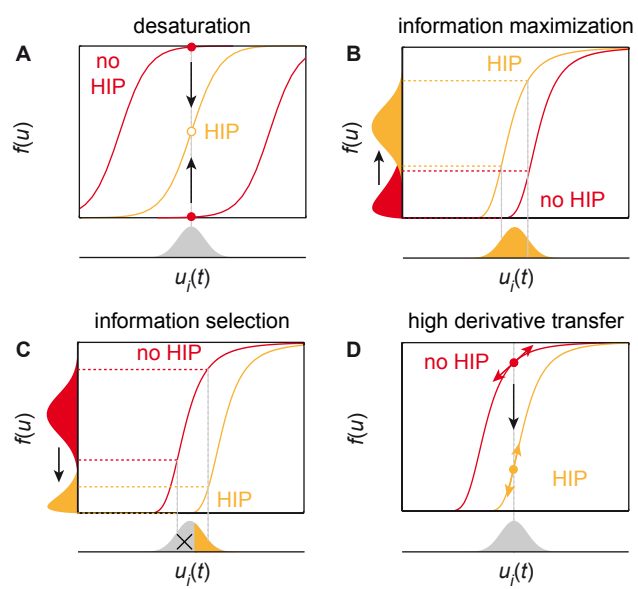 desaturation
A
no
HIP
HIP
f(u)
u_i(t)
information maximization
B
HIP
no HIP
f(u)
u_i(t)
information selection
C
no HIP
HIP
f(u)
u_i(t)
high derivative transfer
D
no HIP
HIP
f(u)
u_i(t)